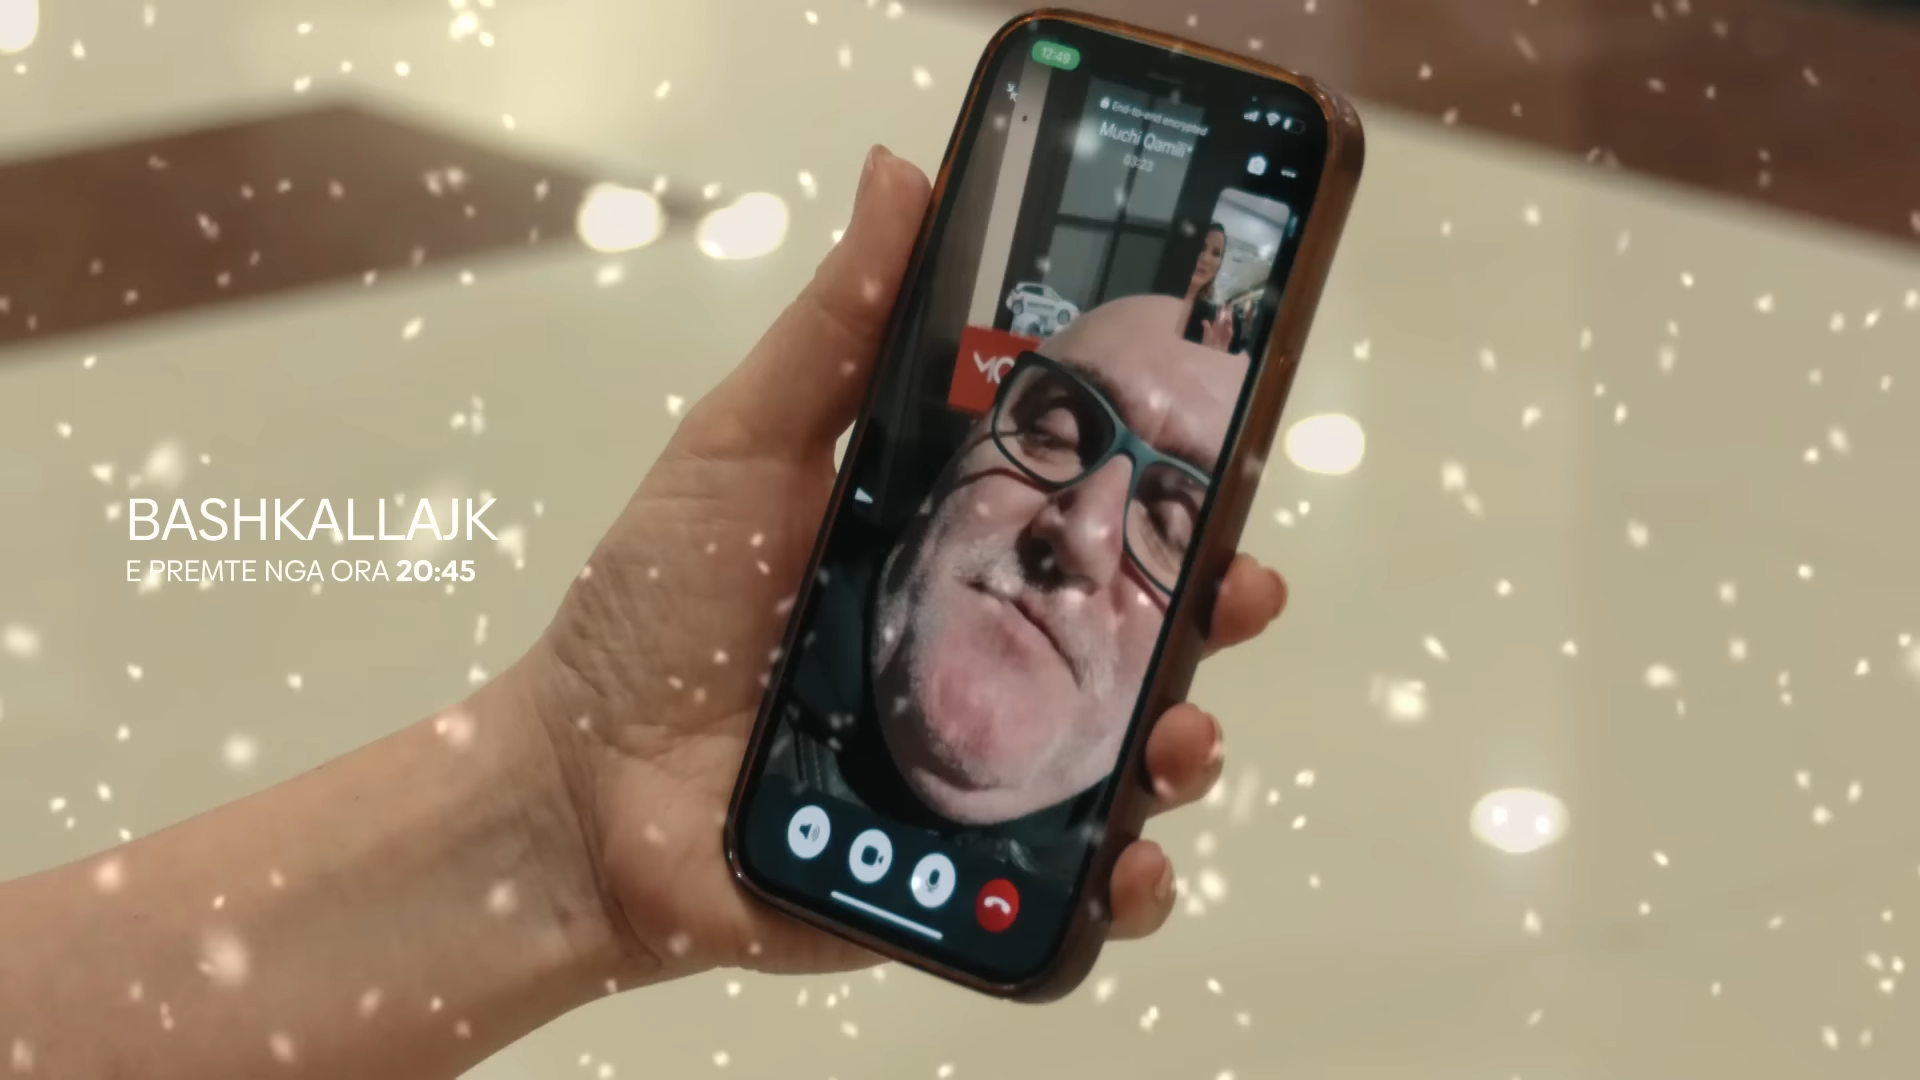 12:49
End-to-end encrypted
Muchi Qamili
03:23
BASHKALLAJK
E PREMTE NGA ORA 20:45